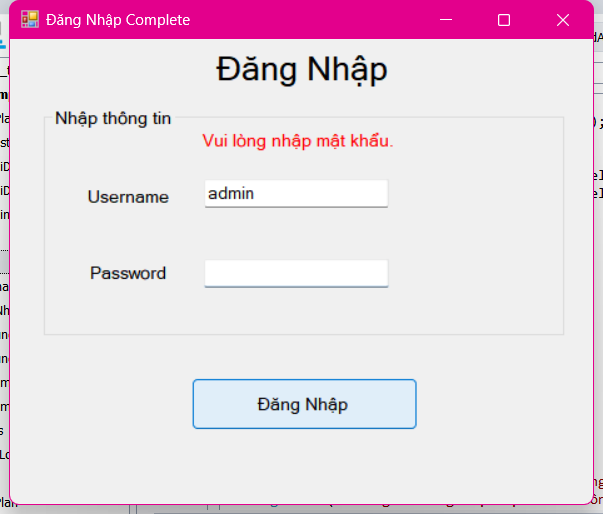 Đăng Nhập Complete
Đăng Nhập
Nhập thông tin
Vui lòng nhập mật khẩu.
Username
admin
Password
Đăng Nhập